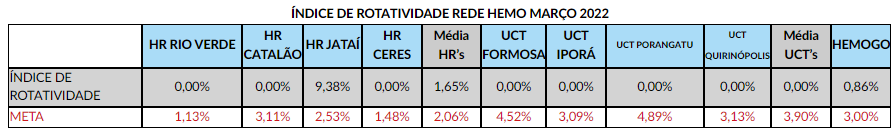 ÍNDICE DE ROTATIVIDADE REDE HEMO MARÇO 2022
HR RIO VERDE HR CATALÃO HR JATAÍ HR CERES Média HR's UCT FORMOSA UCT IPORÁ UCT PORANGATU UCT QUIRINÓPOLIS Média UCT's HEMOGO
ÍNDICE DE ROTATIVIDADE 0,00% 0,00% 9,38% 0,00% 1,65% 0,00% 0,00% 0,00% 0,00% 0,00% 0,86%
META 1,13% 3,11% 2,53% 1,48% 2,06% 4,52% 3,09% 4,89% 3,13% 3,90% 3,00%